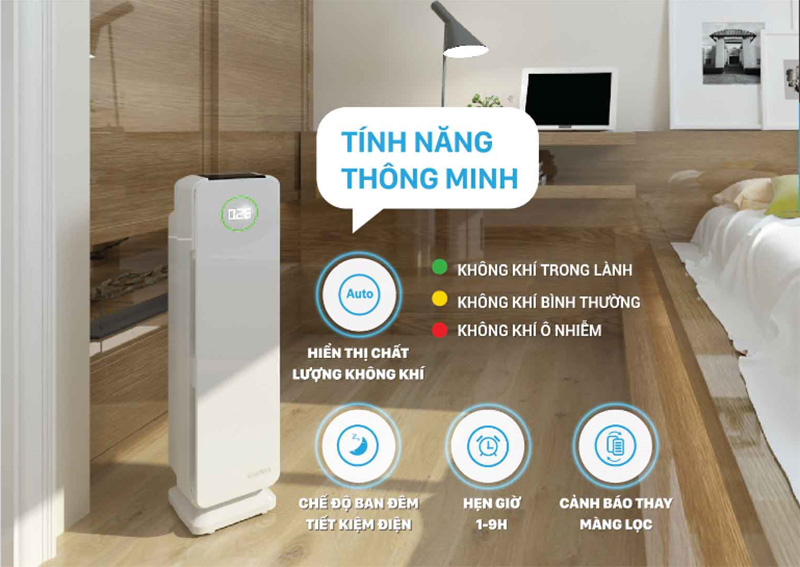 TÍNH NĂNG
THÔNG MINH
026
Auto
KHÔNG KHÍ TRONG LÀNH
KHÔNG KHÍ BÌNH THƯỜNG
KHÔNG KHÍ Ô NHIỄM
HIỂN THỊ CHẤT
LƯỢNG KHÔNG KHÍ
CHẾ ĐỘ BAN ĐÊM
TIẾT KIỆM ĐIỆN
HẸN GIỜ
1-9H
CẢNH BÁO THAY
MÀNG LỌC